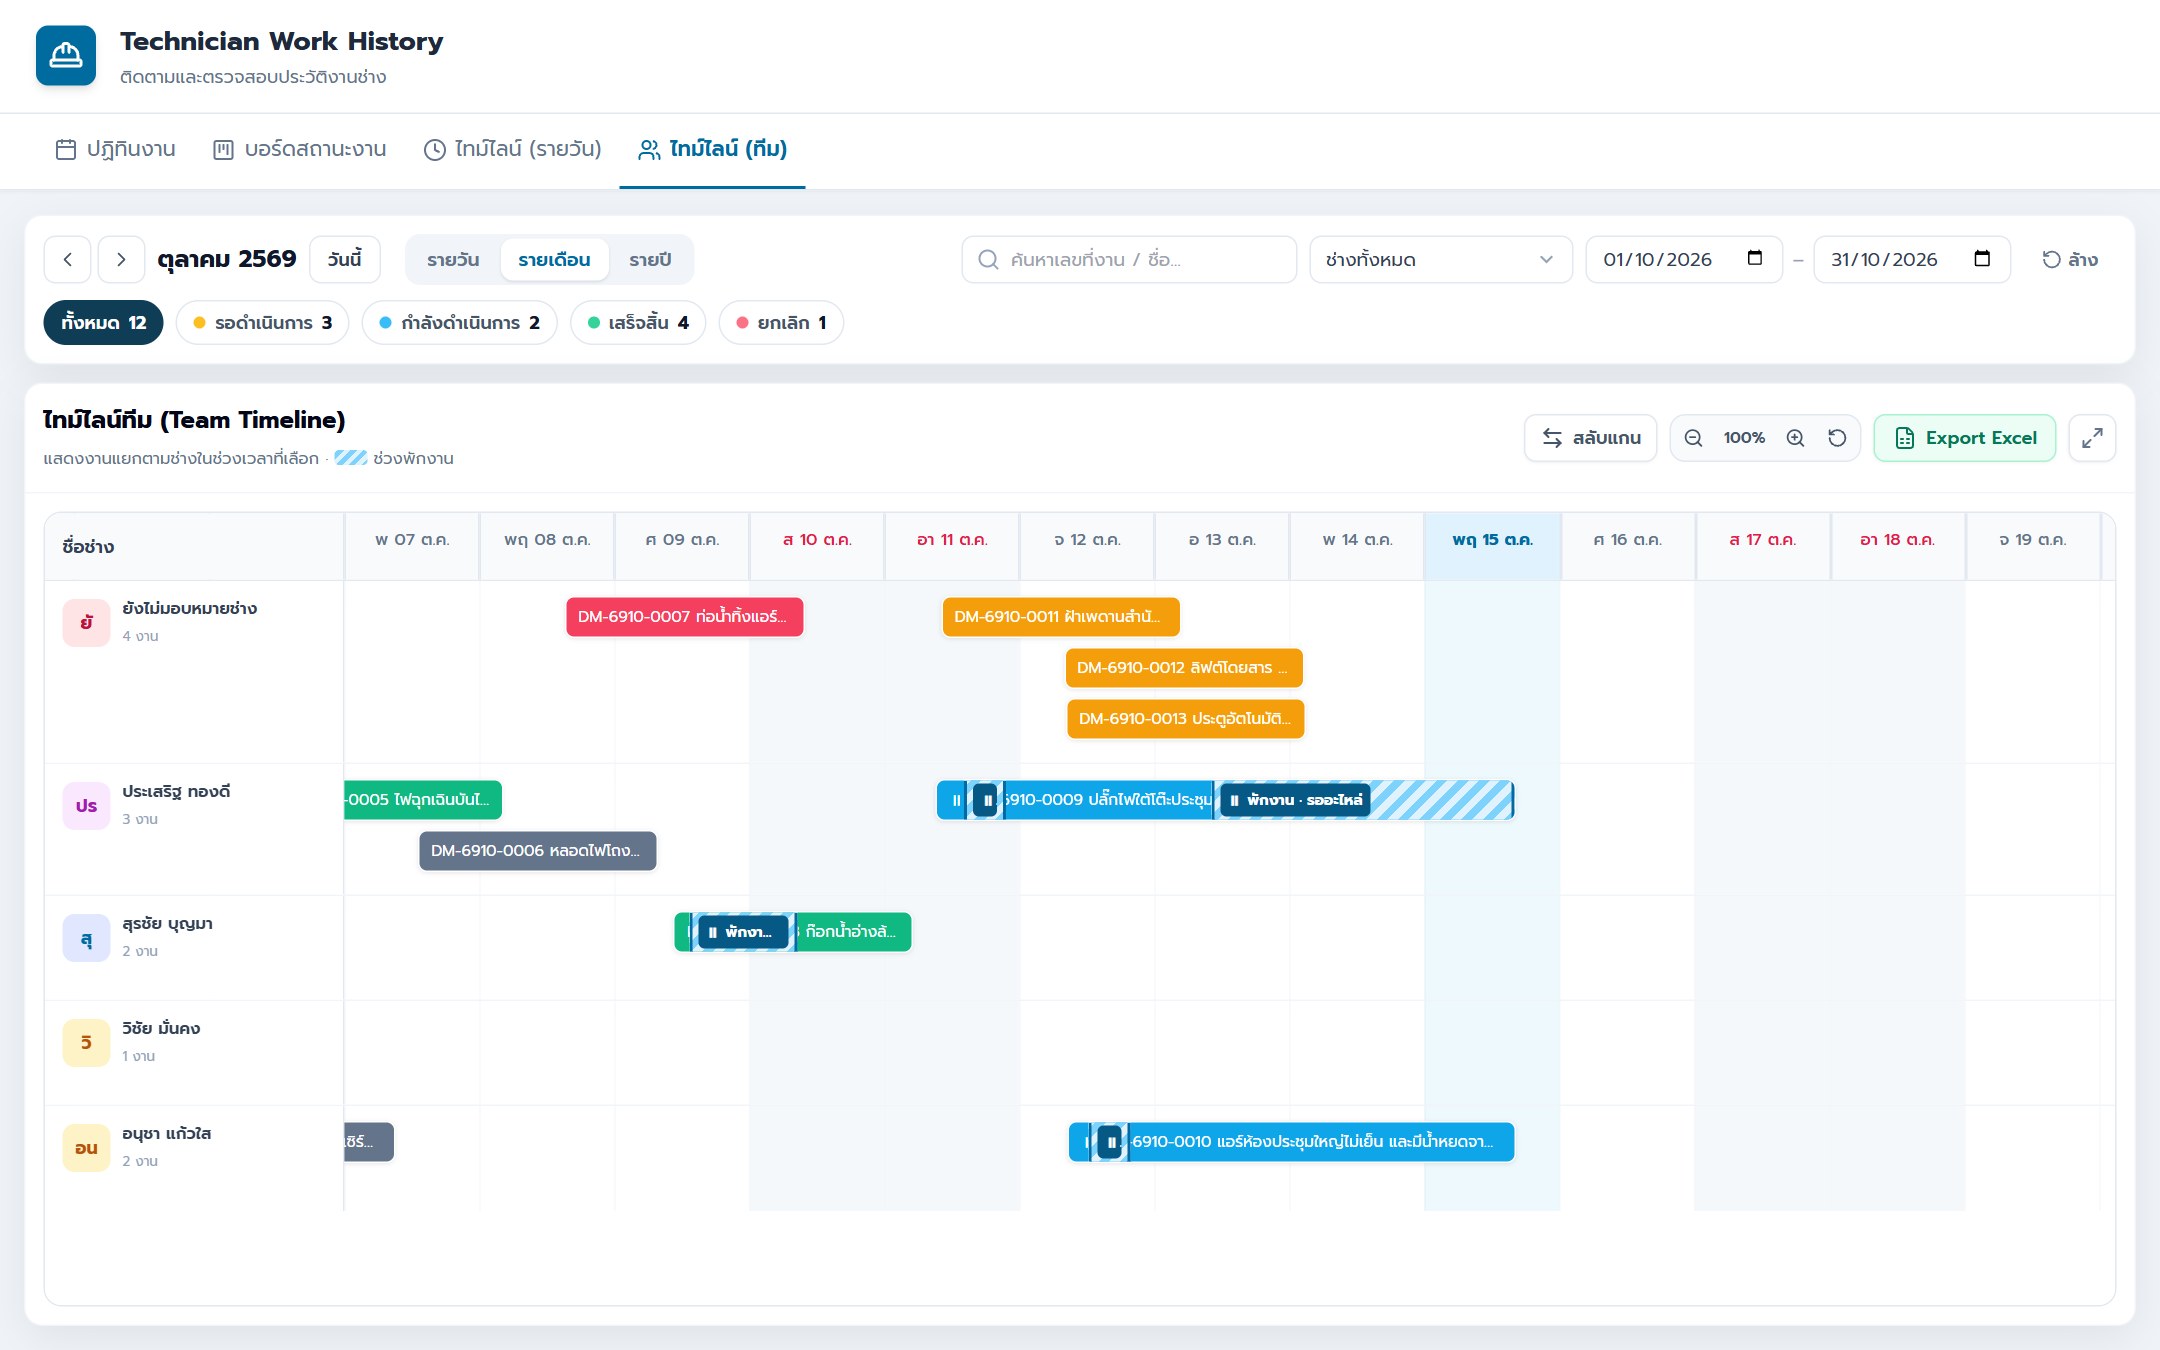 Technician Work History
ติดตามและตรวจสอบประวัติงานช่าง
ปฏิทินงาน บอร์ดสถานะงาน ไทม์ไลน์ (รายวัน) ไทม์ไลน์ (ทีม)
ตุลาคม 2569 วันนี้ รายวัน รายเดือน รายปี ค้นหาเลขที่งาน / ชื่อ... ช่างทั้งหมด 01/10/2026 – 31/10/2026 ล้าง
ทั้งหมด 12 รอดำเนินการ 3 กำลังดำเนินการ 2 เสร็จสิ้น 4 ยกเลิก 1
ไทม์ไลน์ทีม (Team Timeline)
แสดงงานแยกตามช่างในช่วงเวลาที่เลือก · ช่วงพักงาน
สลับแกน 100% Export Excel
ชื่อช่าง พ 07 ต.ค. พฤ 08 ต.ค. ศ 09 ต.ค. ส 10 ต.ค. อา 11 ต.ค. จ 12 ต.ค. อ 13 ต.ค. พ 14 ต.ค. พฤ 15 ต.ค. ศ 16 ต.ค. ส 17 ต.ค. อา 18 ต.ค. จ 19 ต.ค.
ยั ยังไม่มอบหมายช่าง
4 งาน
DM-6910-0007 ท่อน้ำทิ้งแอร์... DM-6910-0011 ฝ้าเพดานสำนั...
DM-6910-0012 ลิฟต์โดยสาร ...
DM-6910-0013 ประตูอัตโนมัติ...
ปร ประเสริฐ ทองดี
3 งาน
-0005 ไฟฉุกเฉินบันไ... 6910-0009 ปลั๊กไฟใต้โต๊ะประชุม พักงาน · รออะไหล่
DM-6910-0006 หลอดไฟโถง...
สุ สุรชัย บุญมา
2 งาน
พักงา... ก๊อกน้ำอ่างล้...
วิ วิชัย มั่นคง
1 งาน
อน อนุชา แก้วใส
2 งาน
เซิร์... -6910-0010 แอร์ห้องประชุมใหญ่ไม่เย็น และมีน้ำหยดจา...